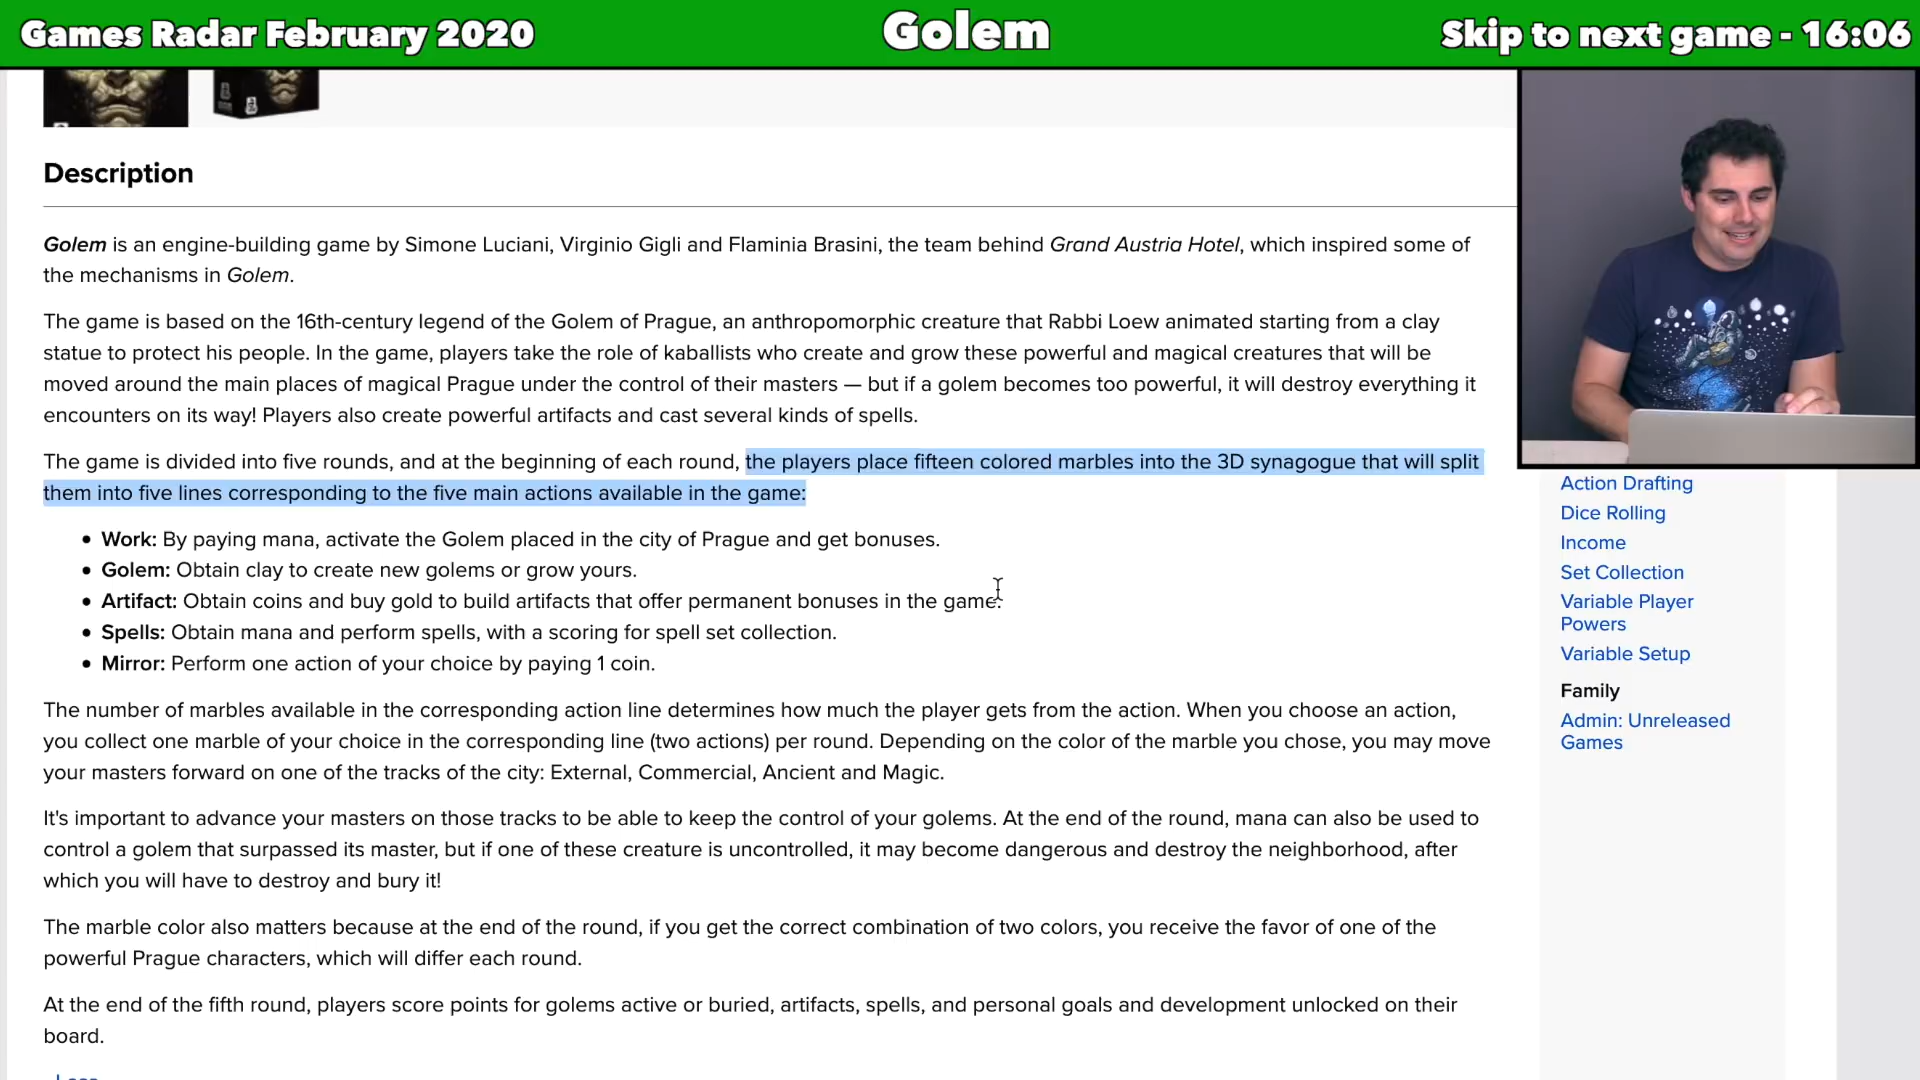 Games Radar February 2020
Golem
Skip to next game - 16:06
Description
Golem is an engine-building game by Simone Luciani, Virginio Gigli and Flaminia Brasini, the team behind Grand Austria Hotel, which inspired some of
the mechanisms in Golem.
The game is based on the 16th-century legend of the Golem of Prague, an anthropomorphic creature that Rabbi Loew animated starting from a clay
statue to protect his people. In the game, players take the role of kaballists who create and grow these powerful and magical creatures that will be
moved around the main places of magical Prague under the control of their masters — but if a golem becomes too powerful, it will destroy everything it
encounters on its way! Players also create powerful artifacts and cast several kinds of spells.
The game is divided into five rounds, and at the beginning of each round, the players place fifteen colored marbles into the 3D synagogue that will split
them into five lines corresponding to the five main actions available in the game:
• Work: By paying mana, activate the Golem placed in the city of Prague and get bonuses.
• Golem: Obtain clay to create new golems or grow yours.
• Artifact: Obtain coins and buy gold to build artifacts that offer permanent bonuses in the game.
• Spells: Obtain mana and perform spells, with a scoring for spell set collection.
• Mirror: Perform one action of your choice by paying 1 coin.
The number of marbles available in the corresponding action line determines how much the player gets from the action. When you choose an action,
you collect one marble of your choice in the corresponding line (two actions) per round. Depending on the color of the marble you chose, you may move
your masters forward on one of the tracks of the city: External, Commercial, Ancient and Magic.
It's important to advance your masters on those tracks to be able to keep the control of your golems. At the end of the round, mana can also be used to
control a golem that surpassed its master, but if one of these creature is uncontrolled, it may become dangerous and destroy the neighborhood, after
which you will have to destroy and bury it!
The marble color also matters because at the end of the round, if you get the correct combination of two colors, you receive the favor of one of the
powerful Prague characters, which will differ each round.
At the end of the fifth round, players score points for golems active or buried, artifacts, spells, and personal goals and development unlocked on their
board.
Action Drafting
Dice Rolling
Income
Set Collection
Variable Player
Powers
Variable Setup
Family
Admin: Unreleased
Games